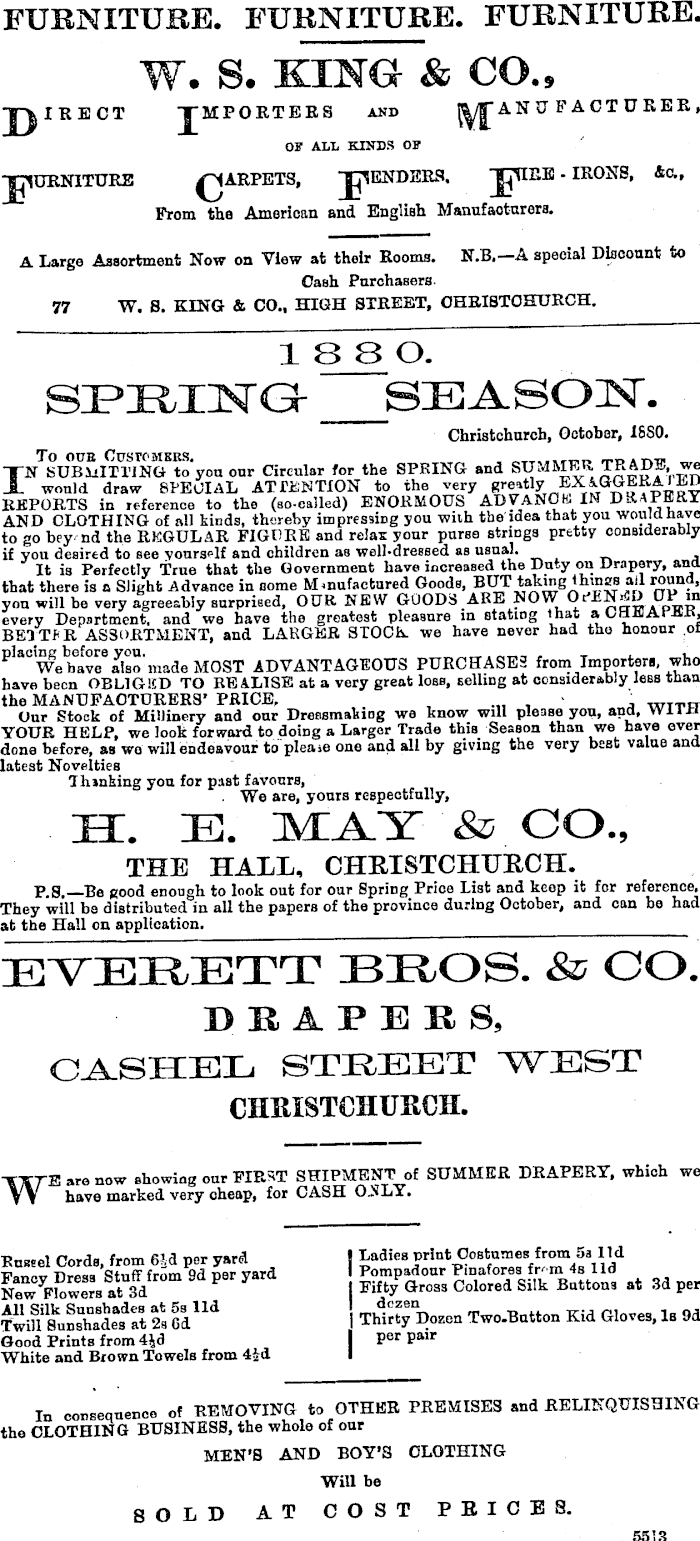 FURNITURE. FURNITURE. FURNITURE.
W. S. KING & CO.,
DIRECT IMPORTERS AND MANUFACTURER,
OF ALL KINDS OF
FURNITURE CARPETS, FENDERS, FIRE-IRONS, &c.,
From the American and English Manufacturers.
A Large Assortment Now on View at their Rooms. N.B.—A special Discount to
Cash Purchasers.
77 W. S. KING & CO., HIGH STREET, CHRISTCHURCH.
1880.
SPRING SEASON.
Christchurch, October, 1880.
TO OUR CUSTOMERS.
IN SUBMITTING to you our Circular for the SPRING and SUMMER TRADE, we
would draw SPECIAL ATTENTION to the very greatly EXAGGERATED
REPORTS in reference to the (so-called) ENORMOUS ADVANCE IN DRAPERY
AND CLOTHING of all kinds, thereby impressing you with the idea that you would have
to go beyond the REGULAR FIGURE and relax your purse strings pretty considerably
if you desired to see yourself and children as well-dressed as usual.
It is Perfectly True that the Government have increased the Duty on Drapery, and
that there is a Slight Advance in some Manufactured Goods, BUT taking things all round,
you will be very agreeably surprised, OUR NEW GOODS ARE NOW OPENED UP in
every Department, and we have the greatest pleasure in stating that a CHEAPER,
BETTER ASSORTMENT, and LARGER STOCK we have never had the honour of
placing before you.
We have also made MOST ADVANTAGEOUS PURCHASES from Importers, who
have been OBLIGED TO REALISE at a very great loss, selling at considerably less than
the MANUFACTURERS' PRICE.
Our Stock of Millinery and our Dressmaking we know will please you, and, WITH
YOUR HELP, we look forward to doing a Larger Trade this Season than we have ever
done before, as we will endeavour to please one and all by giving the very best value and
latest Novelties
Thanking you for past favours,
We are, yours respectfully,
H. E. MAY & CO.,
THE HALL, CHRISTCHURCH.
P.S.—Be good enough to look out for our Spring Price List and keep it for reference.
They will be distributed in all the papers of the province during October, and can be had
at the Hall on application.
EVERETT BROS. & CO.
DRAPERS,
CASHEL STREET WEST
CHRISTCHURCH.
WE are now showing our FIRST SHIPMENT of SUMMER DRAPERY, which we
have marked very cheap, for CASH ONLY.
Russel Cords, from 6½d per yard
Fancy Dress Stuff from 9d per yard
New Flowers at 3d
All Silk Sunshades at 5s 11d
Twill Sunshades at 2s 6d
Good Prints from 4½d
White and Brown Towels from 4½d
Ladies print Costumes from 5s 11d
Pompadour Pinafores from 4s 11d
Fifty Gross Colored Silk Buttons at 3d per
dozen
Thirty Dozen Two-Button Kid Gloves, 1s 9d
per pair
In consequence of REMOVING to OTHER PREMISES and RELINQUISHING
the CLOTHING BUSINESS, the whole of our
MEN'S AND BOY'S CLOTHING
Will be
SOLD AT COST PRICES.
5513